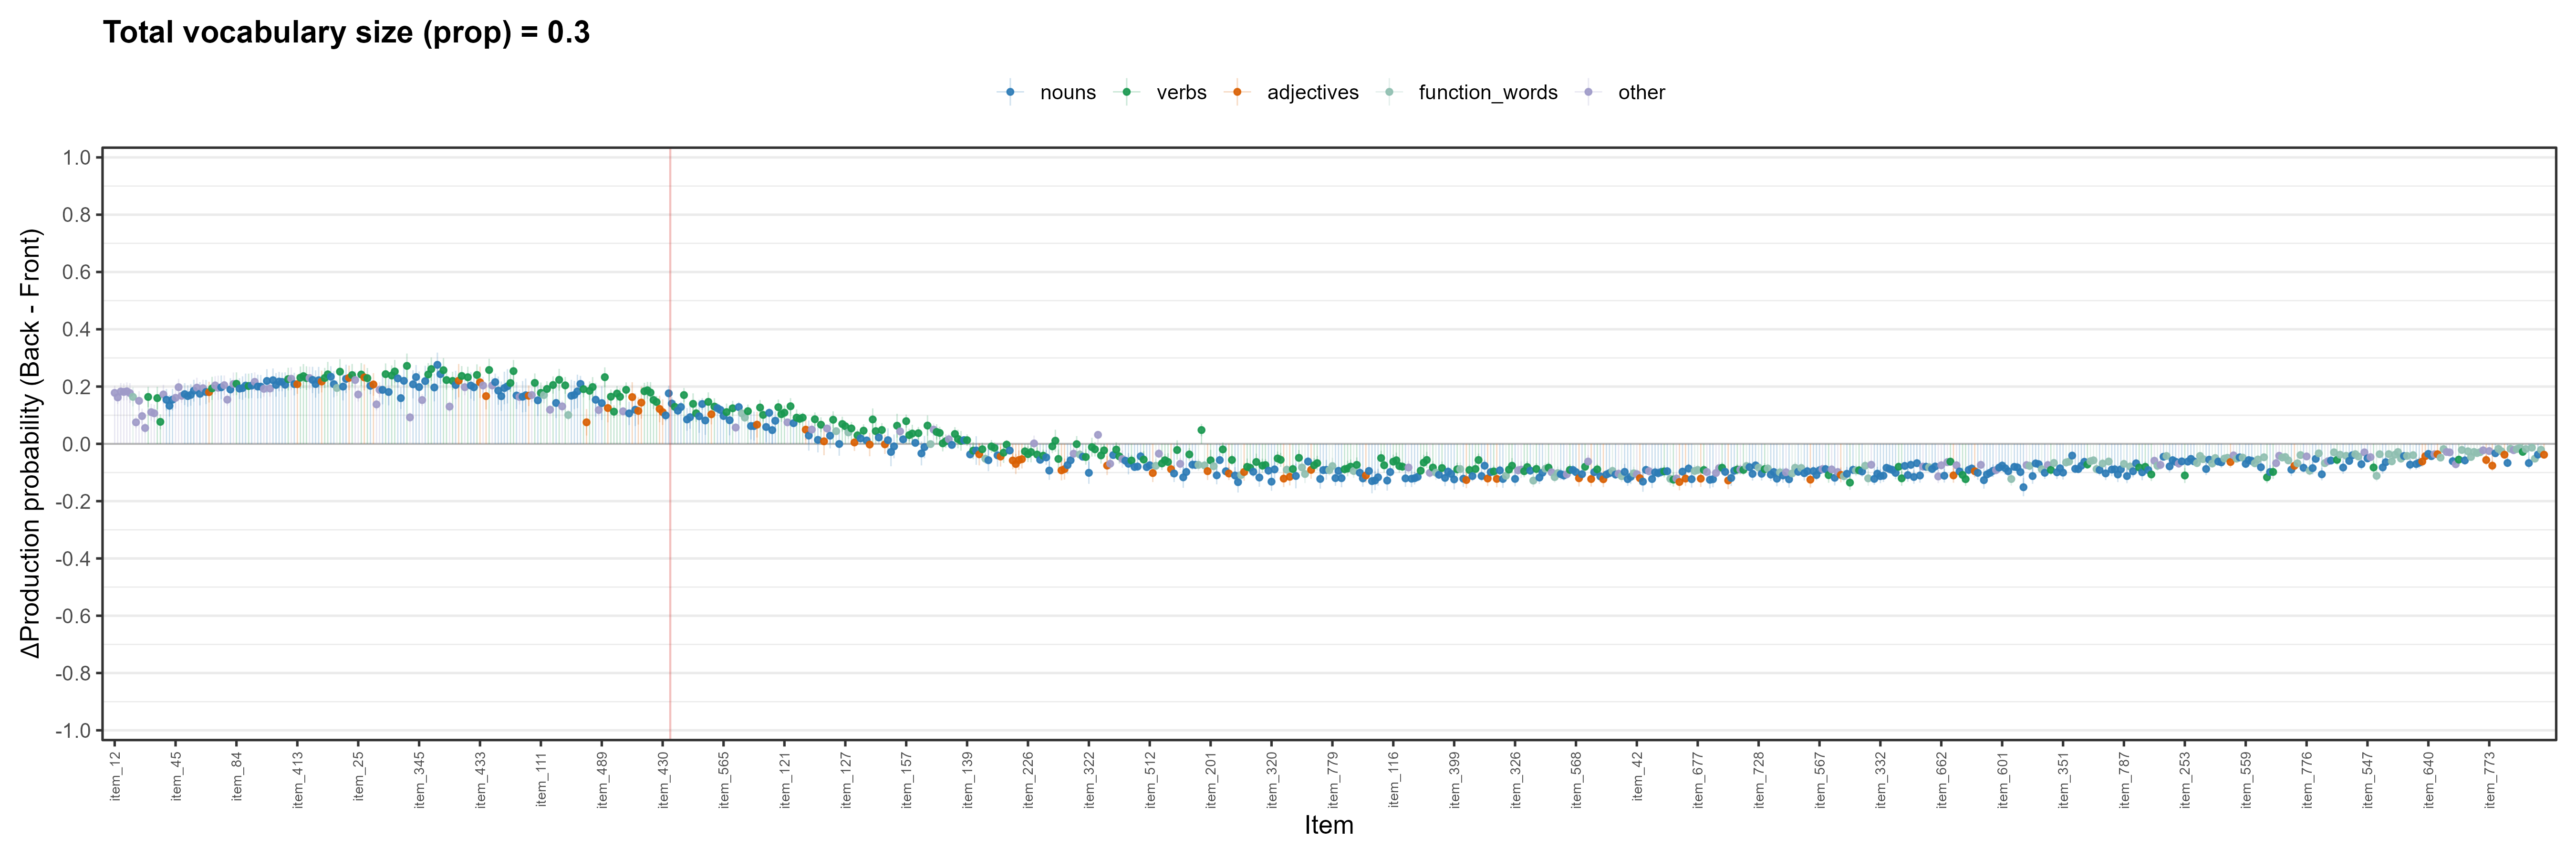 Total vocabulary size (prop) = 0.3
nouns verbs adjectives function_words other
ΔProduction probability (Back - Front)
1.0
0.8
0.6
0.4
0.2
0.0
-0.2
-0.4
-0.6
-0.8
-1.0
item_12 item_45 item_84 item_413 item_25 item_345 item_433 item_111 item_489 item_430 item_565 item_121 item_127 item_157 item_139 item_226 item_322 item_512 item_201 item_320 item_779 item_116 item_399 item_326 item_568 item_42 item_677 item_728 item_567 item_332 item_662 item_601 item_351 item_787 item_253 item_559 item_776 item_547 item_640 item_773
Item